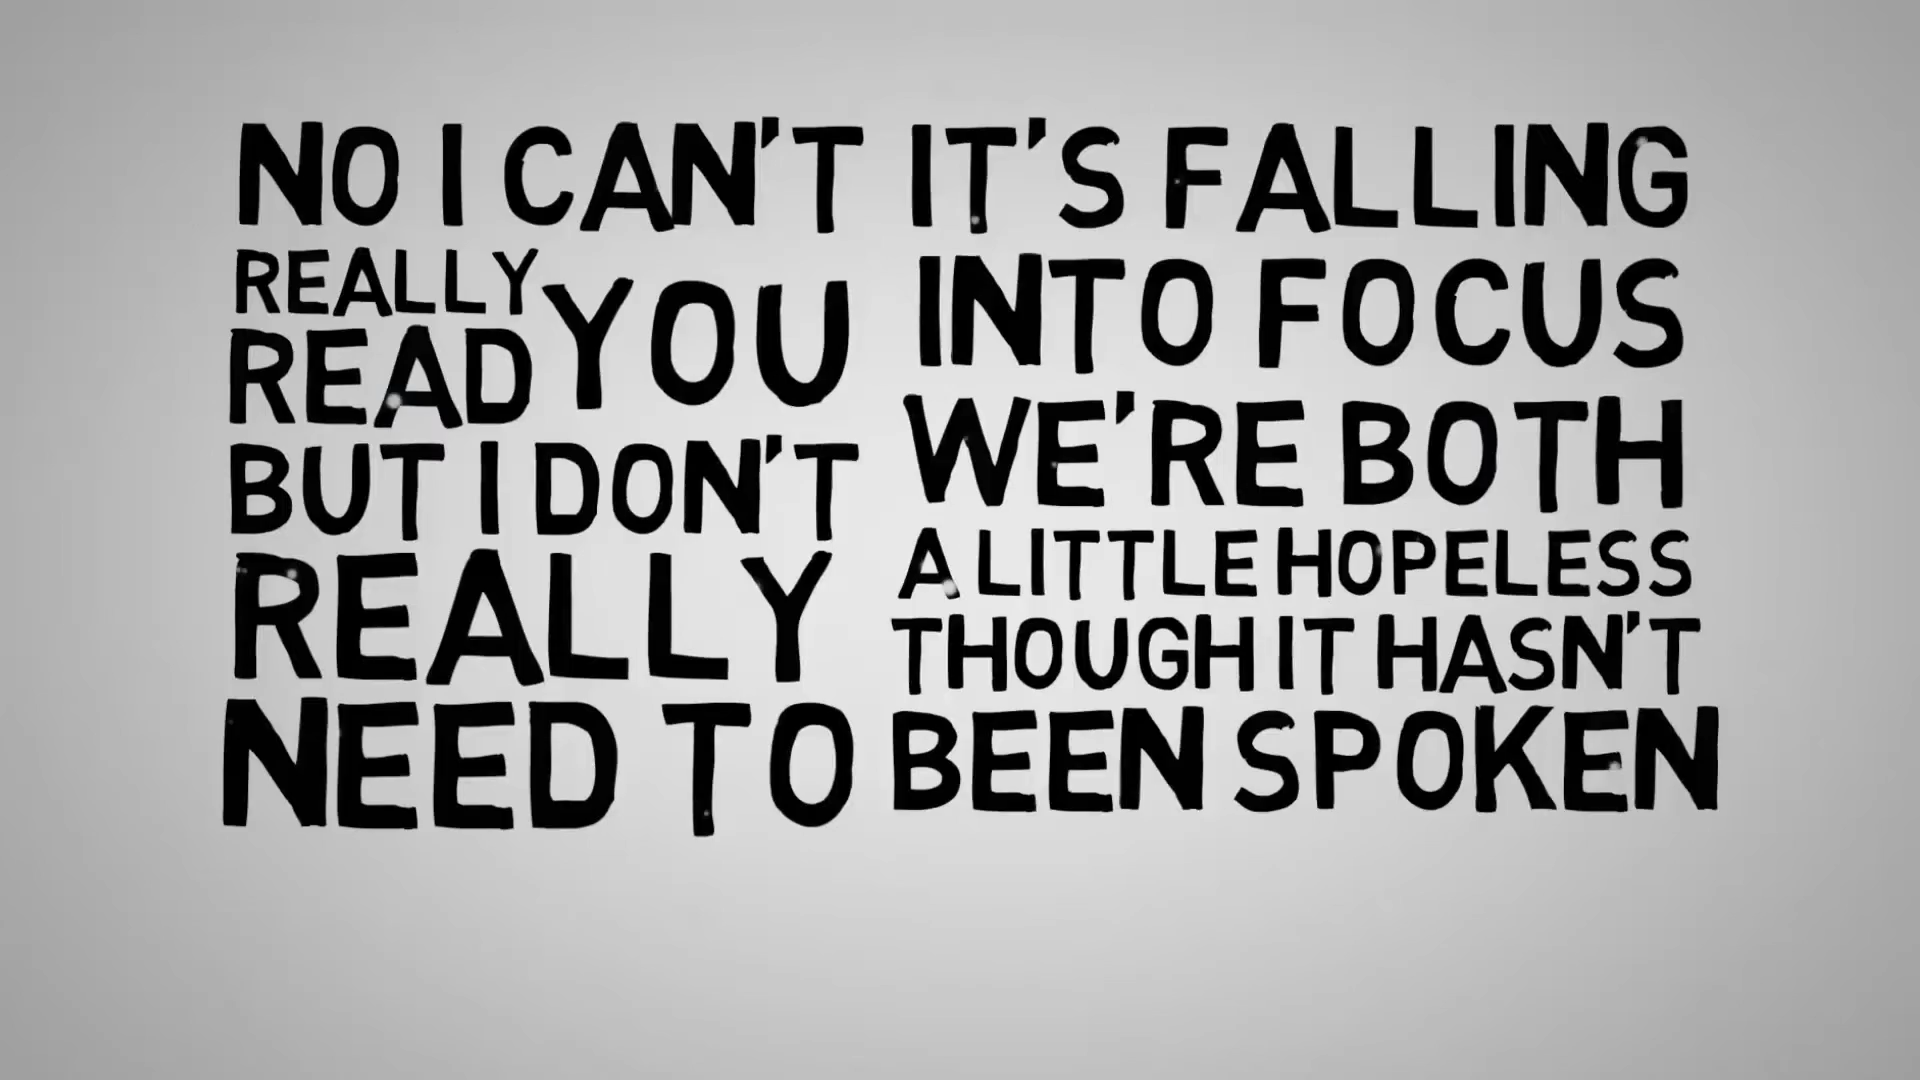 NO I CAN'T
REALLY
READ YOU
BUT I DON'T
REALLY
NEED TO
IT'S FALLING
INTO FOCUS
WE'RE BOTH
A LITTLE HOPELESS
THOUGH IT HASN'T
BEEN SPOKEN